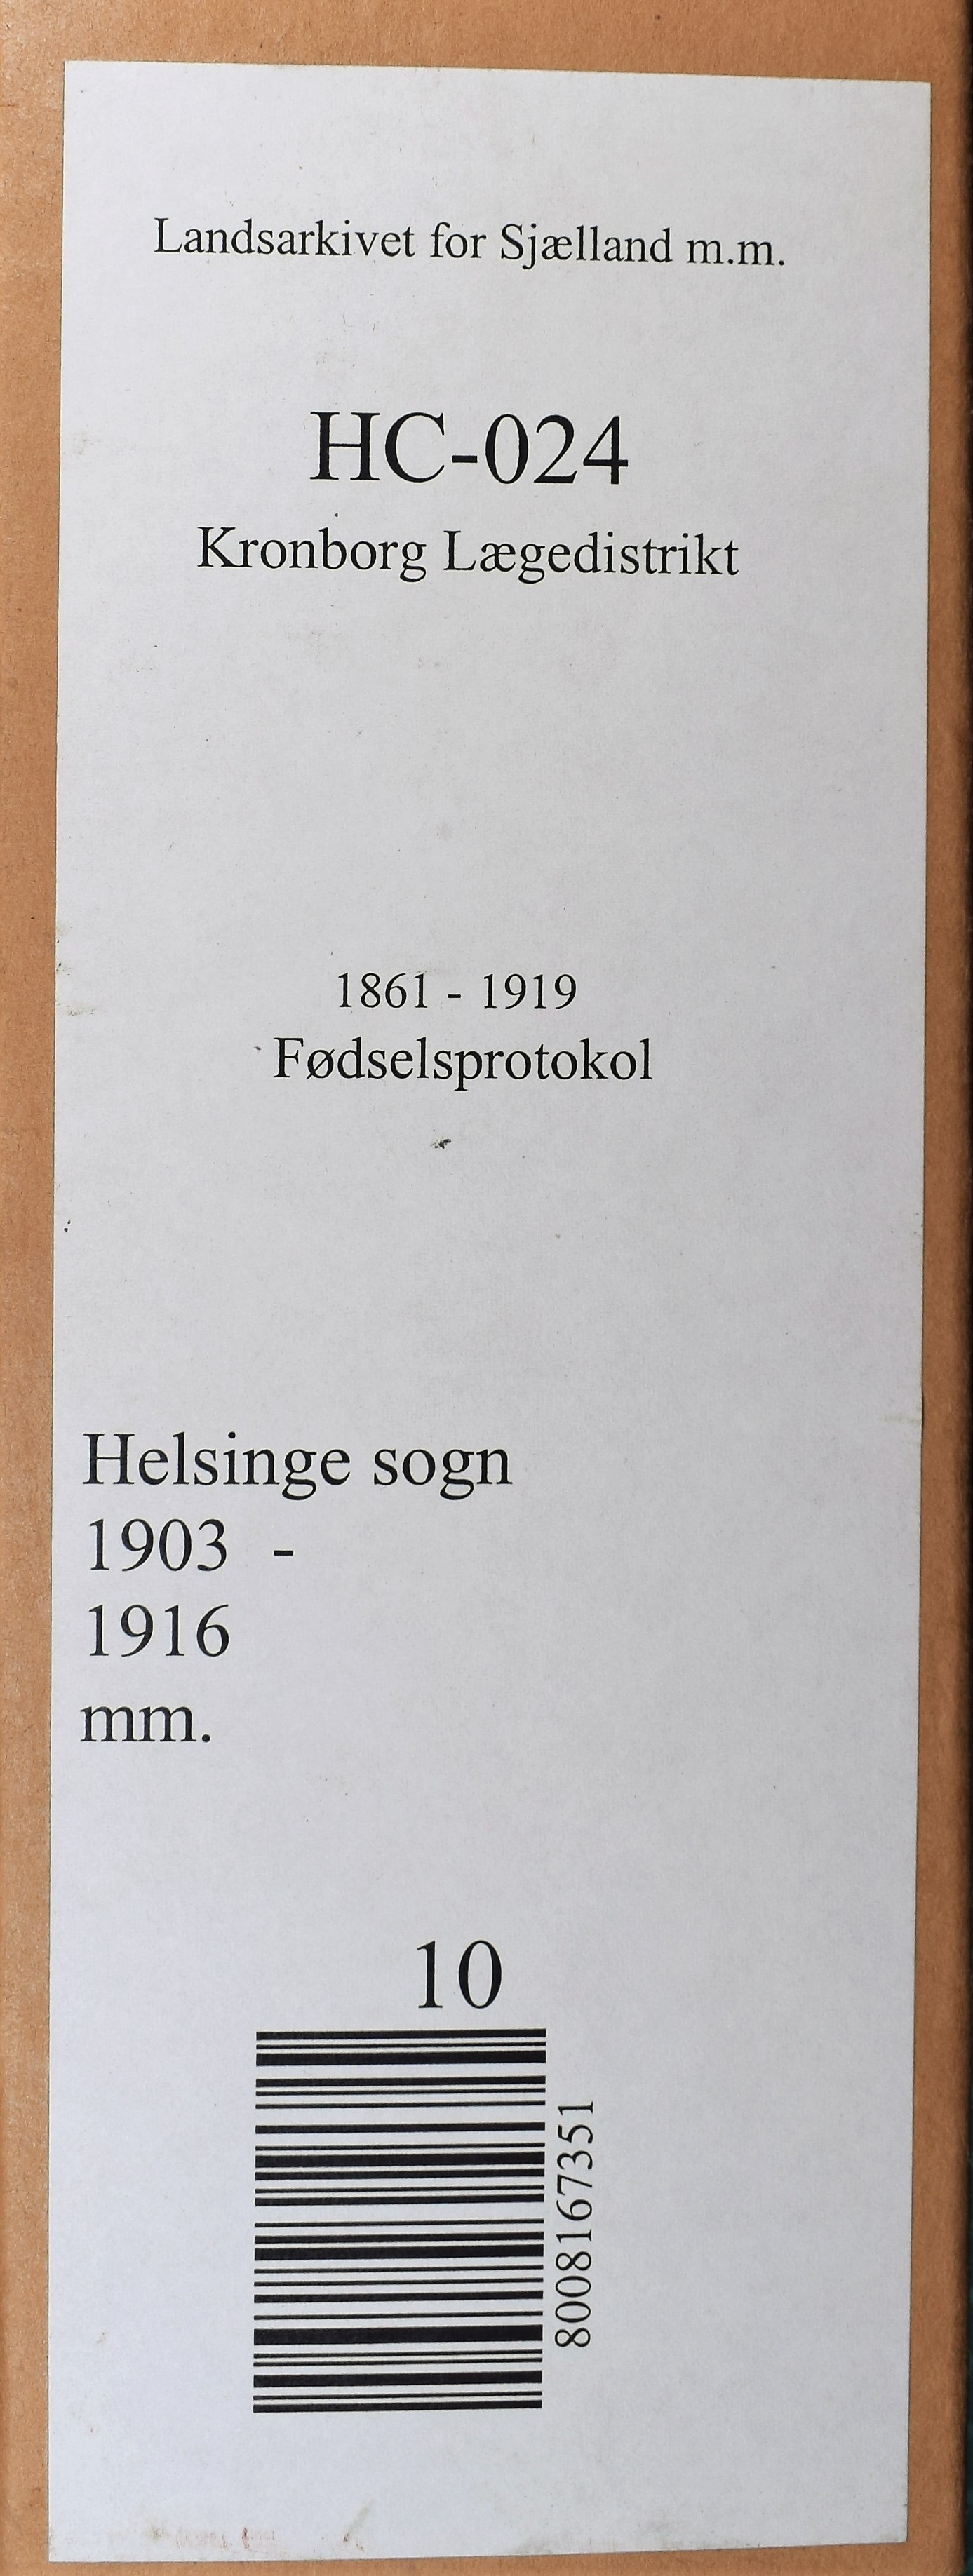 Landsarkivet for Sjælland m.m.
HC-024
Kronborg Lægedistrikt
1861 - 1919
Fødselsprotokol
Helsinge sogn
1903 -
1916
mm.
10
8008167351